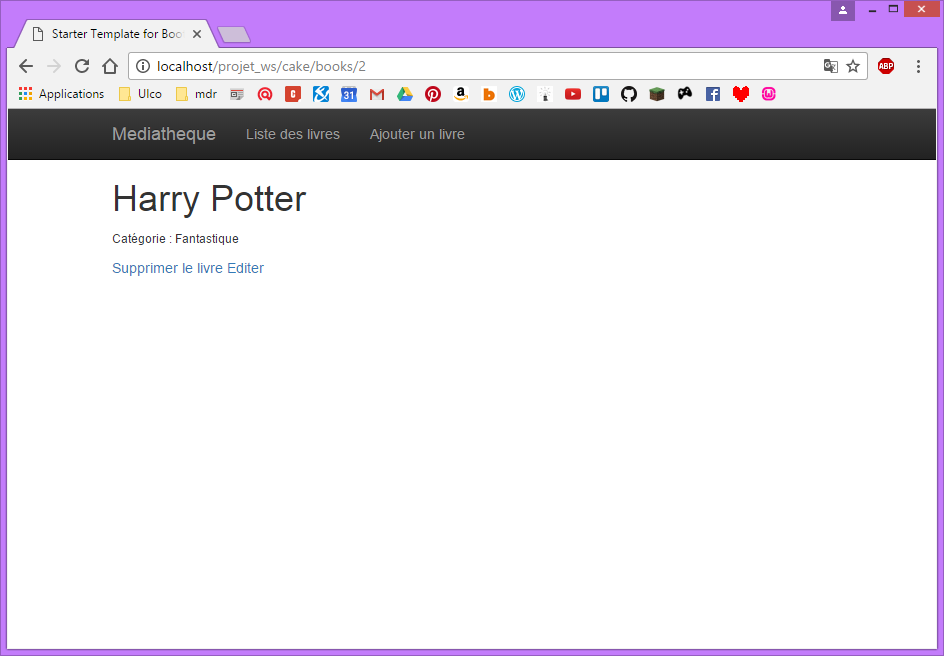 Starter Template for Boo
localhost/projet_ws/cake/books/2
ABP
Applications Ulco mdr 31
Mediatheque Liste des livres Ajouter un livre
Harry Potter
Catégorie : Fantastique
Supprimer le livre Editer